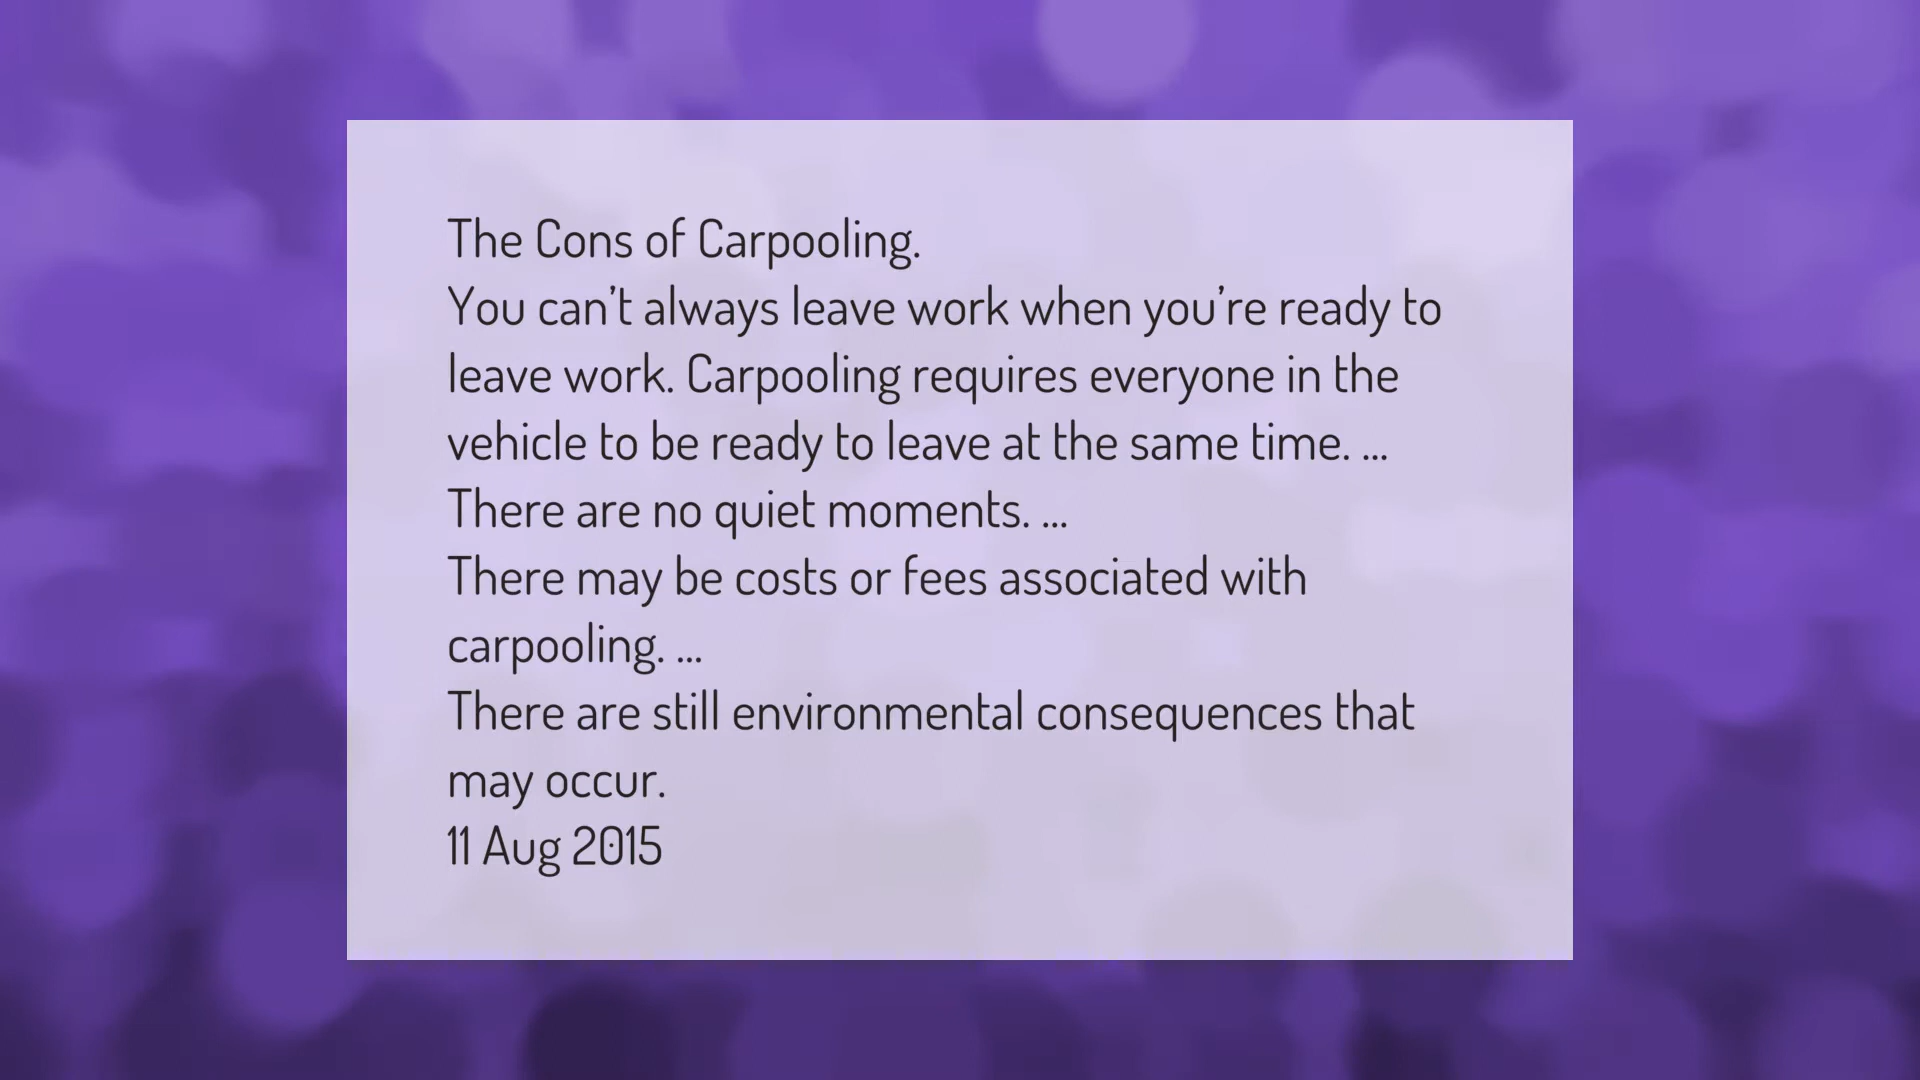 The Cons of Carpooling.
You can’t always leave work when you’re ready to
leave work. Carpooling requires everyone in the
vehicle to be ready to leave at the same time. ...
There are no quiet moments. ...
There may be costs or fees associated with
carpooling. ...
There are still environmental consequences that
may occur.
11 Aug 2015